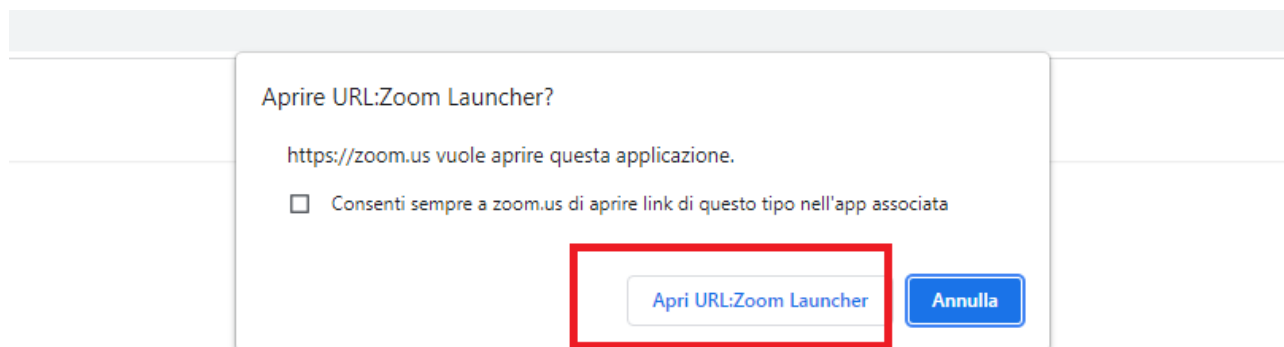 Aprire URL:Zoom Launcher?
https://zoom.us vuole aprire questa applicazione.
Consenti sempre a zoom.us di aprire link di questo tipo nell'app associata
Apri URL:Zoom Launcher
Annulla